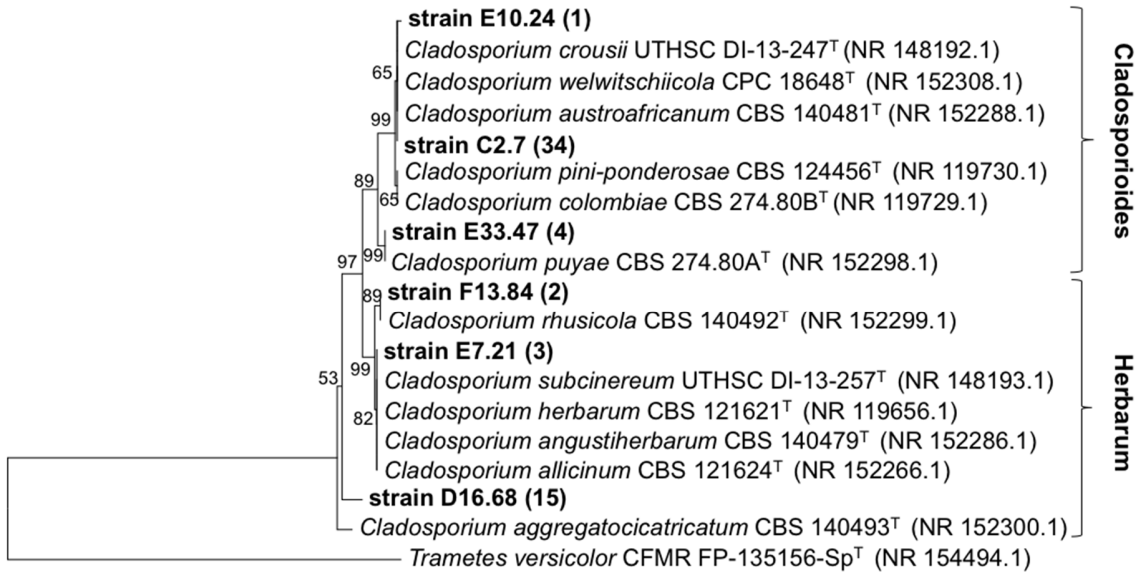 strain E10.24 (1)
65
Cladosporium crousii UTHSC DI-13-247ᵀ (NR 148192.1)
Cladosporium welwitschiicola CPC 18648ᵀ (NR 152308.1)
99
Cladosporium austroafricanum CBS 140481ᵀ (NR 152288.1)
strain C2.7 (34)
89
Cladosporium pini-ponderosae CBS 124456ᵀ (NR 119730.1)
65
Cladosporium colombiae CBS 274.80Bᵀ (NR 119729.1)
strain E33.47 (4)
97
99
Cladosporium puyae CBS 274.80Aᵀ (NR 152298.1)
Cladosporioides
89
strain F13.84 (2)
Cladosporium rhusicola CBS 140492ᵀ (NR 152299.1)
strain E7.21 (3)
53
99
Cladosporium subcinereum UTHSC DI-13-257ᵀ (NR 148193.1)
Cladosporium herbarum CBS 121621ᵀ (NR 119656.1)
82
Cladosporium angustiherbarum CBS 140479ᵀ (NR 152286.1)
Cladosporium allicinum CBS 121624ᵀ (NR 152266.1)
strain D16.68 (15)
Cladosporium aggregatocicatricatum CBS 140493ᵀ (NR 152300.1)
Herbarum
Trametes versicolor CFMR FP-135156-Spᵀ (NR 154494.1)